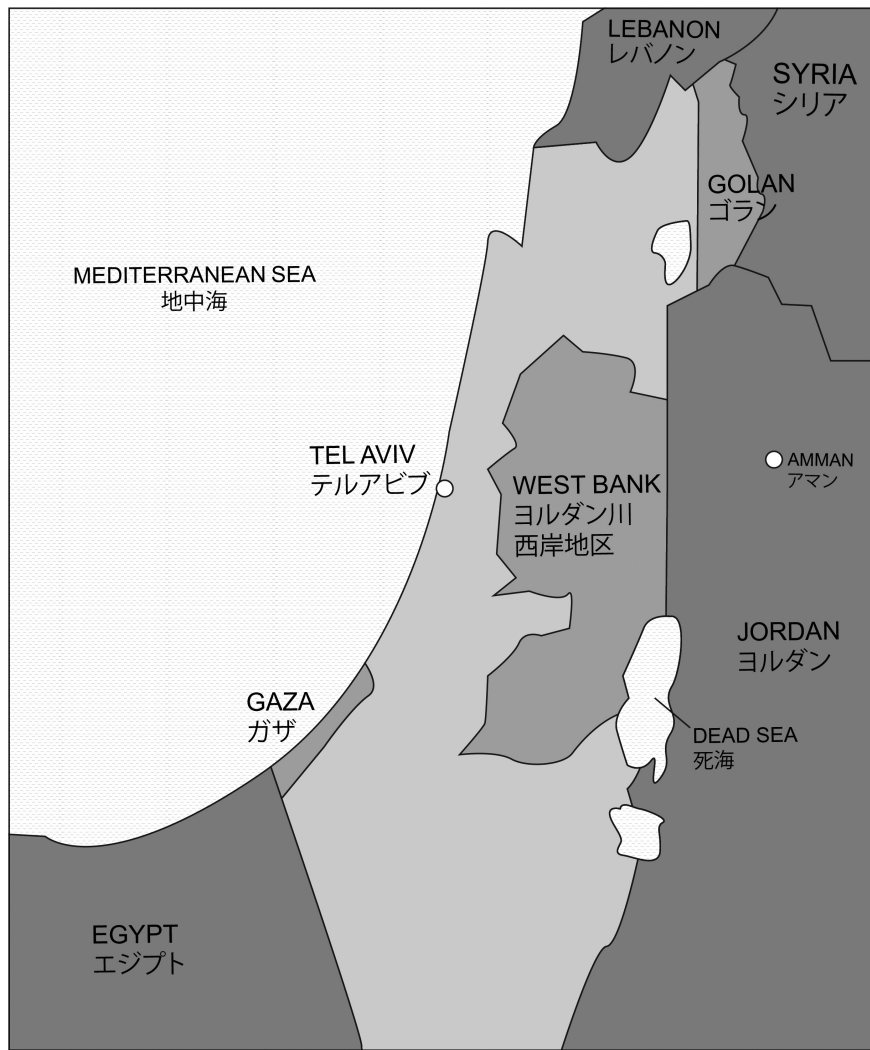 LEBANON
レバノン
SYRIA
シリア
GOLAN
ゴラン
MEDITERRANEAN SEA
地中海
TEL AVIV
テルアビブ
WEST BANK
ヨルダン川
西岸地区
AMMAN
アマン
JORDAN
ヨルダン
GAZA
ガザ
DEAD SEA
死海
EGYPT
エジプト